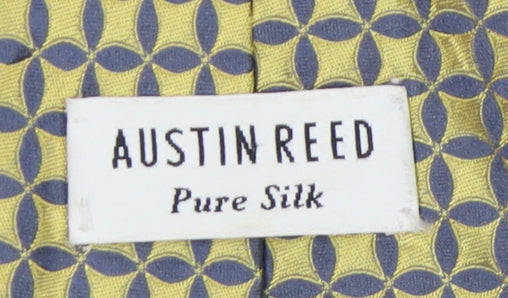 AUSTIN REED
Pure Silk